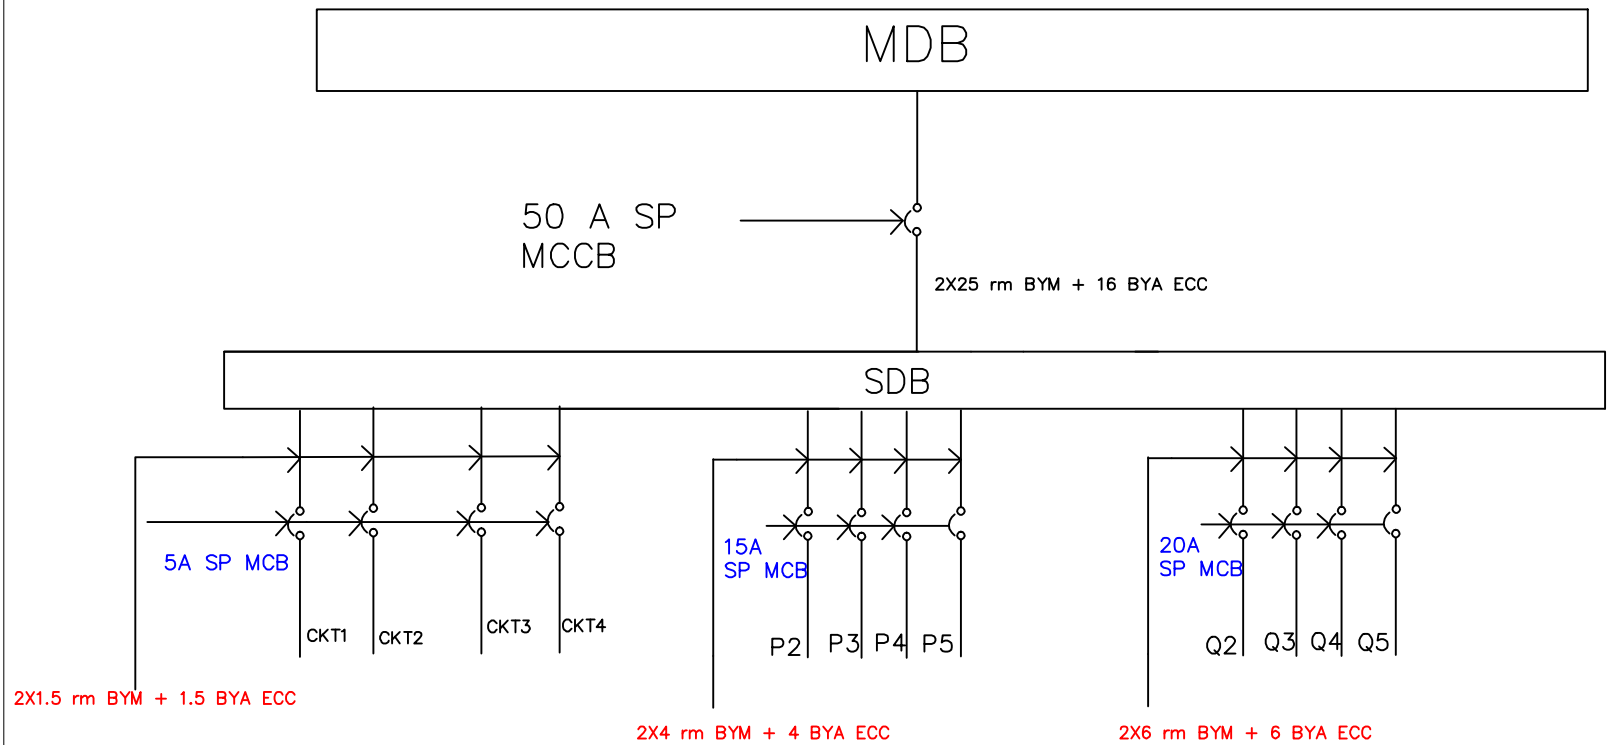 MDB
50 A SP
MCCB
2X25 rm BYM + 16 BYA ECC
SDB
5A SP MCB
15A
SP MCB
20A
SP MCB
CKT1
CKT2
CKT3
CKT4
P2
P3
P4
P5
Q2
Q3
Q4
Q5
2X1.5 rm BYM + 1.5 BYA ECC
2X4 rm BYM + 4 BYA ECC
2X6 rm BYM + 6 BYA ECC